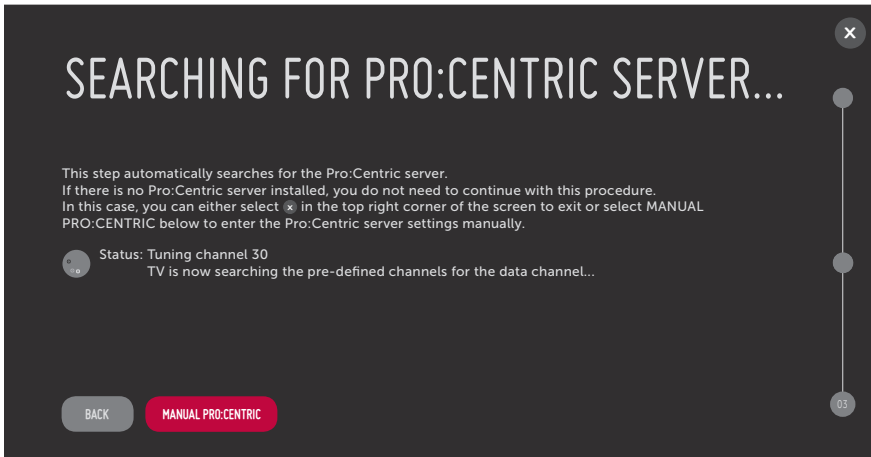 X
SEARCHING FOR PRO:CENTRIC SERVER...
This step automatically searches for the Pro:Centric server.
If there is no Pro:Centric server installed, you do not need to continue with this procedure.
In this case, you can either select x in the top right corner of the screen to exit or select MANUAL
PRO:CENTRIC below to enter the Pro:Centric server settings manually.
Status: Tuning channel 30
TV is now searching the pre-defined channels for the data channel...
BACK
MANUAL PRO:CENTRIC
03